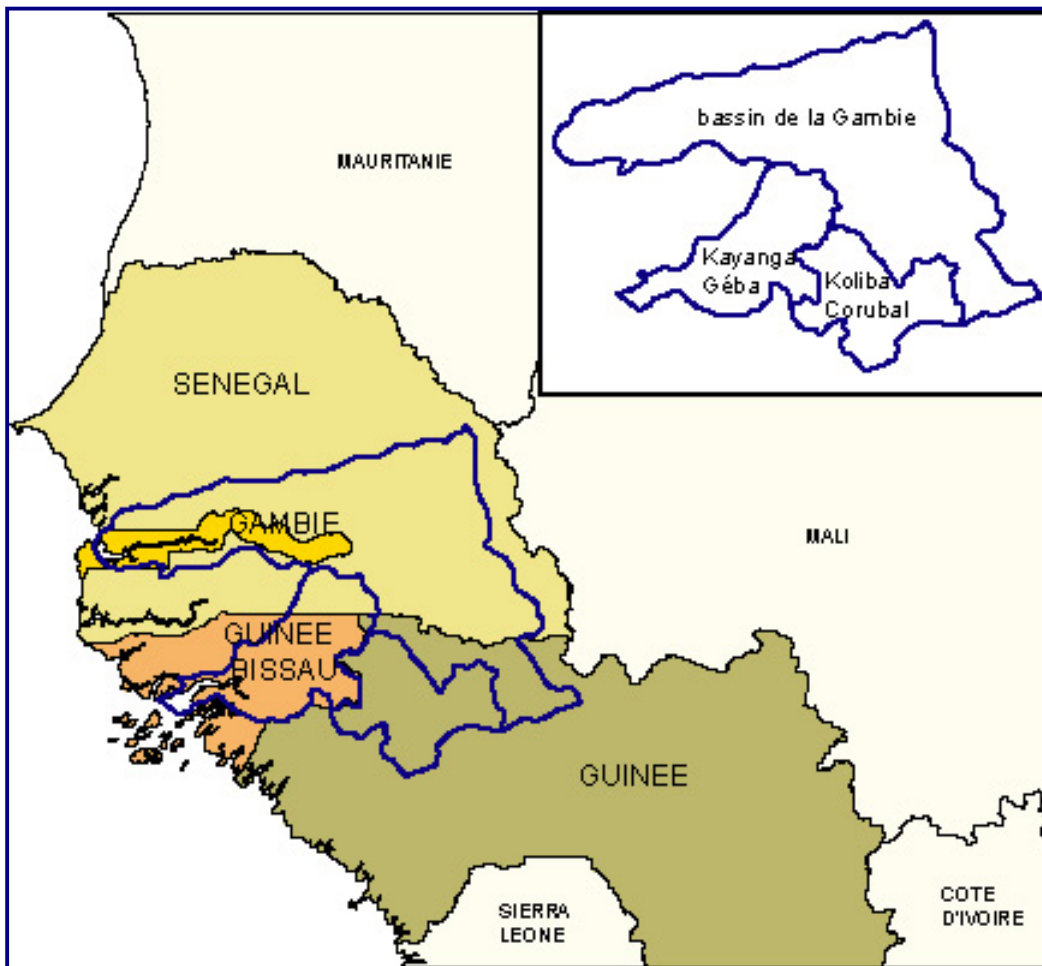 bassin de la Gambie
MAURITANIE
Kayanga
Géba
Koliba
Corubal
SENEGAL
GAMBIE
MALI
GUINEE
BISSAU
GUINEE
SIERRA
LEONE
COTE
D'IVOIRE